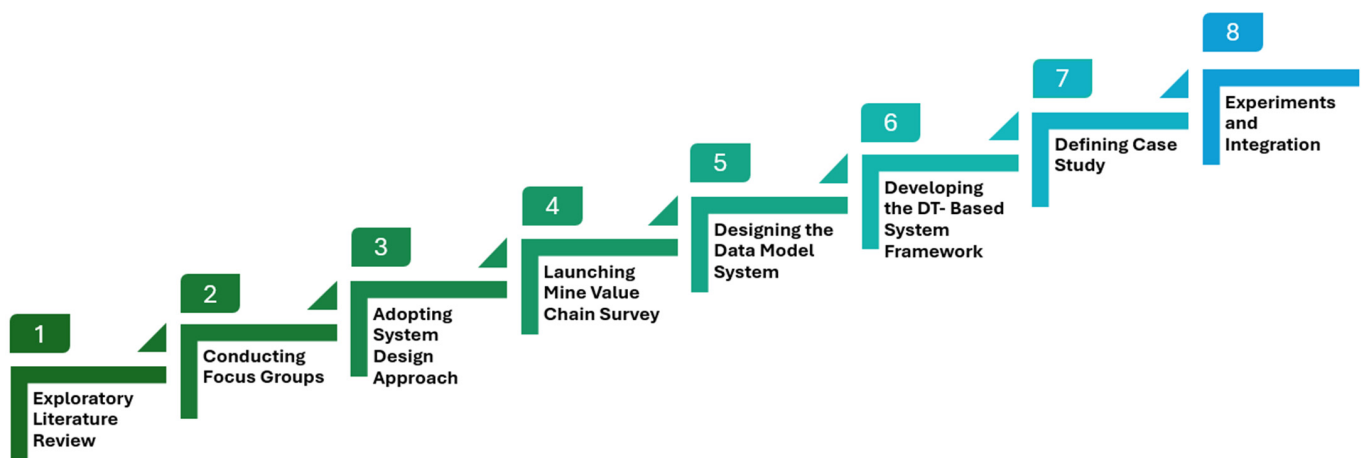 1
Exploratory
Literature
Review
2
Conducting
Focus Groups
3
Adopting
System
Design
Approach
4
Launching
Mine Value
Chain Survey
5
Designing the
Data Model
System
6
Developing
the DT- Based
System
Framework
7
Defining Case
Study
8
Experiments
and
Integration